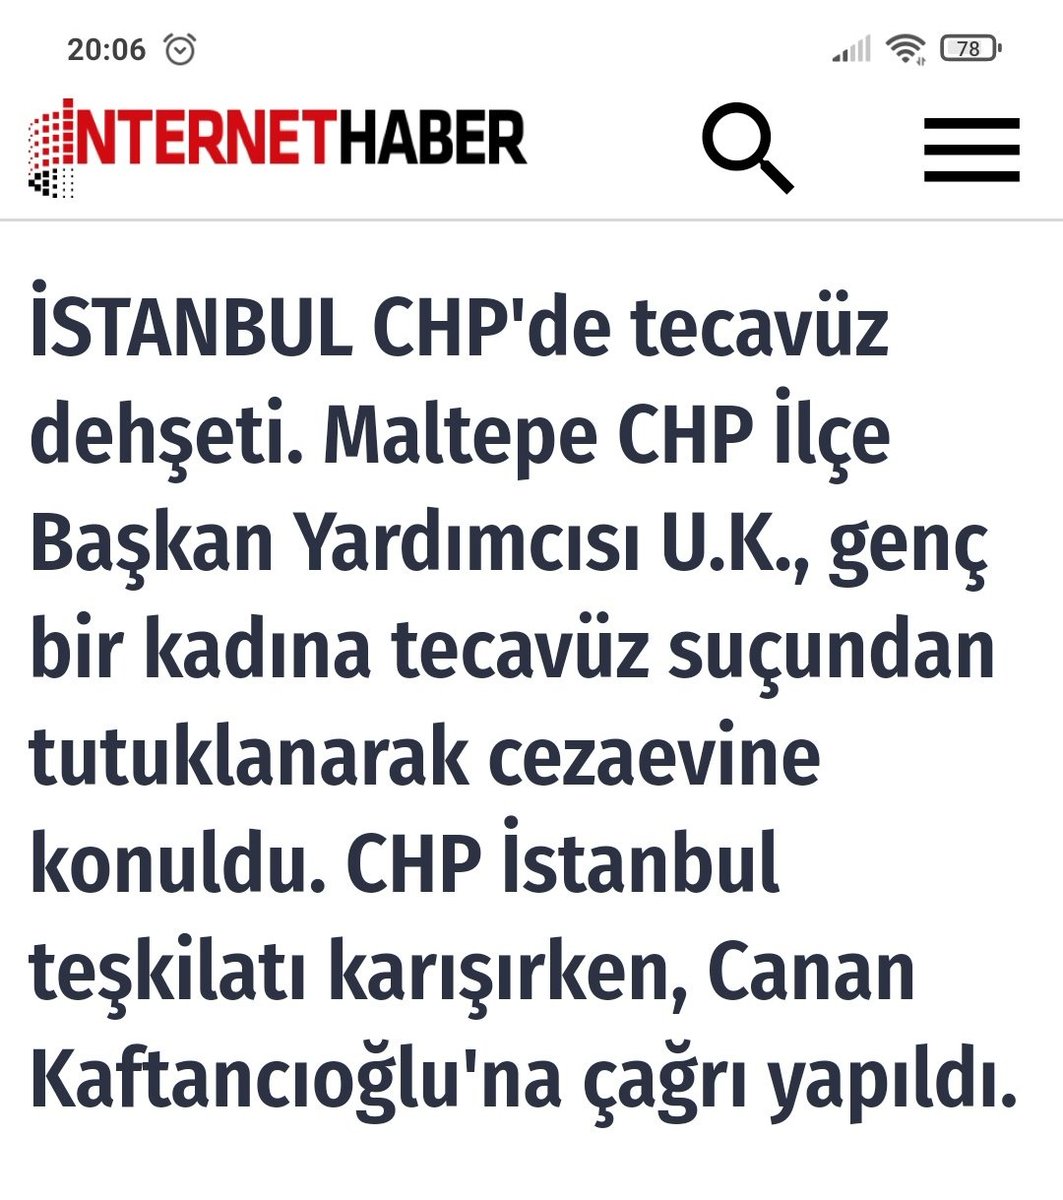 20:06
78
İNTERNETHABER
İSTANBUL CHP'de tecavüz
dehşeti. Maltepe CHP İlçe
Başkan Yardımcısı U.K., genç
bir kadına tecavüz suçundan
tutuklanarak cezaevine
konuldu. CHP İstanbul
teşkilatı karışırken, Canan
Kaftancıoğlu'na çağrı yapıldı.